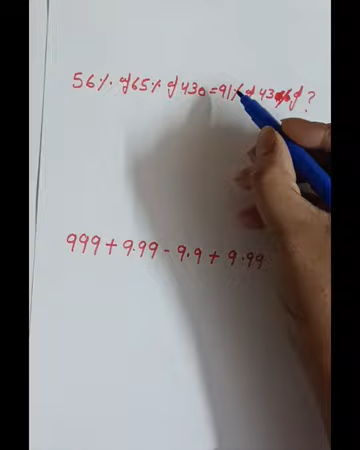 56% of 65% of 430 = 91% of 43% of ?
999 + 9.99 - 9.9 + 9.99